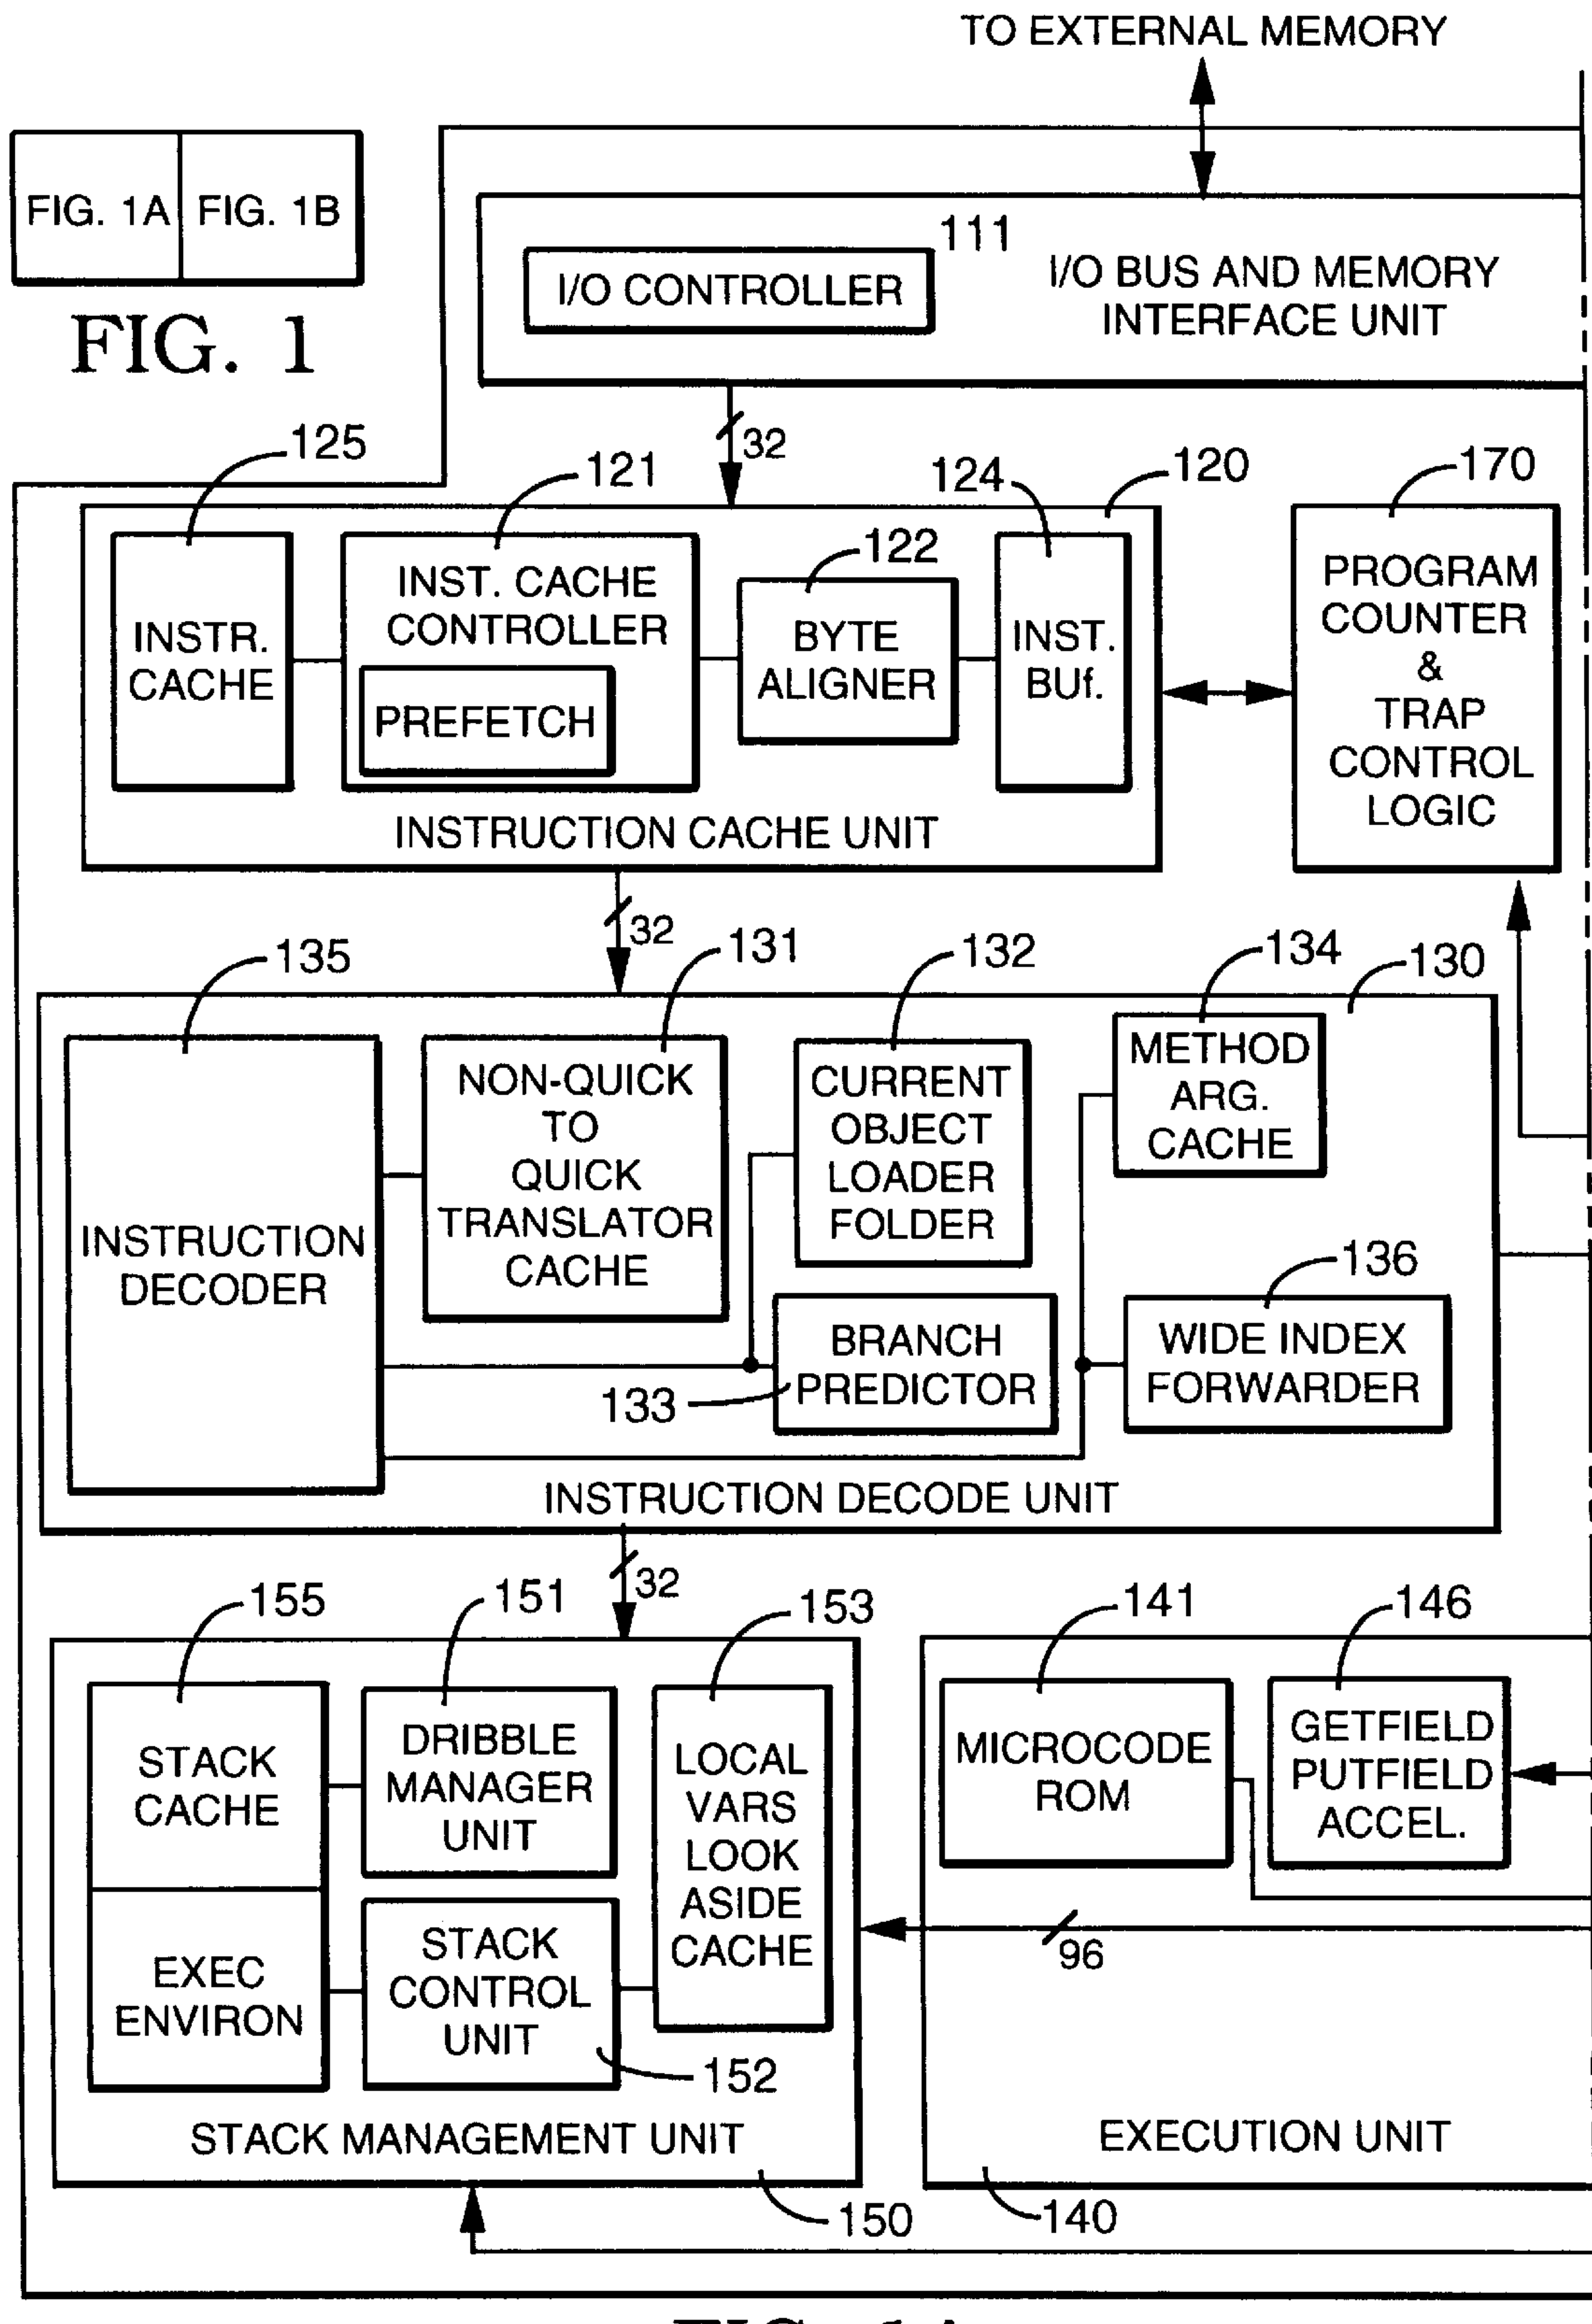 TO EXTERNAL MEMORY
FIG. 1A
FIG. 1B
FIG. 1
111
I/O CONTROLLER
I/O BUS AND MEMORY
INTERFACE UNIT
32
125
121
124
120
170
122
INSTR.
CACHE
INST. CACHE
CONTROLLER
PREFETCH
BYTE
ALIGNER
INST.
BUf.
PROGRAM
COUNTER
&
TRAP
CONTROL
LOGIC
INSTRUCTION CACHE UNIT
32
135
131
132
134
130
INSTRUCTION
DECODER
NON-QUICK
TO
QUICK
TRANSLATOR
CACHE
CURRENT
OBJECT
LOADER
FOLDER
METHOD
ARG.
CACHE
136
BRANCH
PREDICTOR
133
WIDE INDEX
FORWARDER
INSTRUCTION DECODE UNIT
32
155
151
153
141
146
STACK
CACHE
DRIBBLE
MANAGER
UNIT
LOCAL
VARS
LOOK
ASIDE
CACHE
MICROCODE
ROM
GETFIELD
PUTFIELD
ACCEL.
EXEC
ENVIRON
STACK
CONTROL
UNIT
152
96
STACK MANAGEMENT UNIT
EXECUTION UNIT
150
140